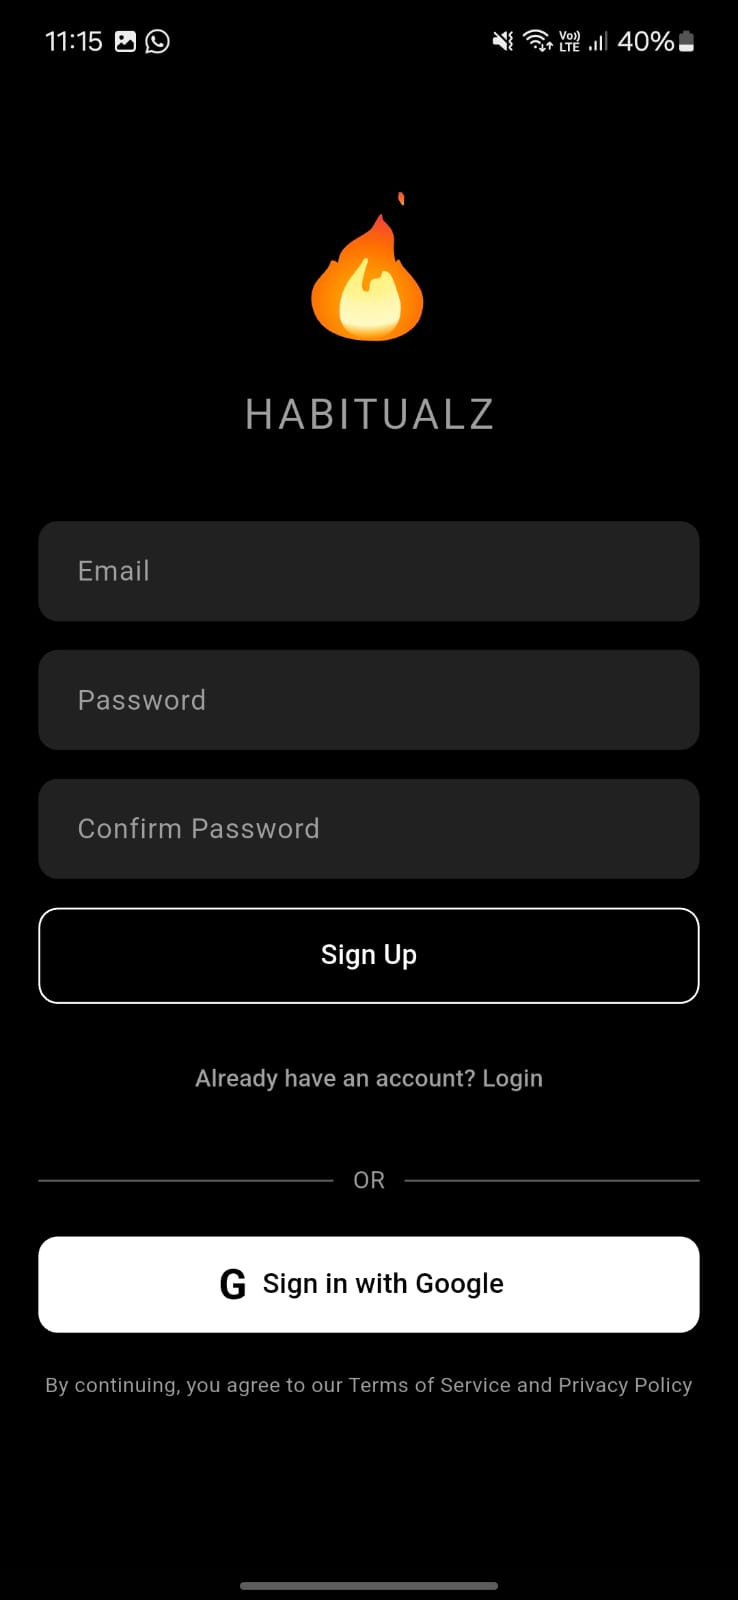 11:15 Vo)) LTE 40%
HABITUALZ
Email
Password
Confirm Password
Sign Up
Already have an account? Login
OR
G Sign in with Google
By continuing, you agree to our Terms of Service and Privacy Policy